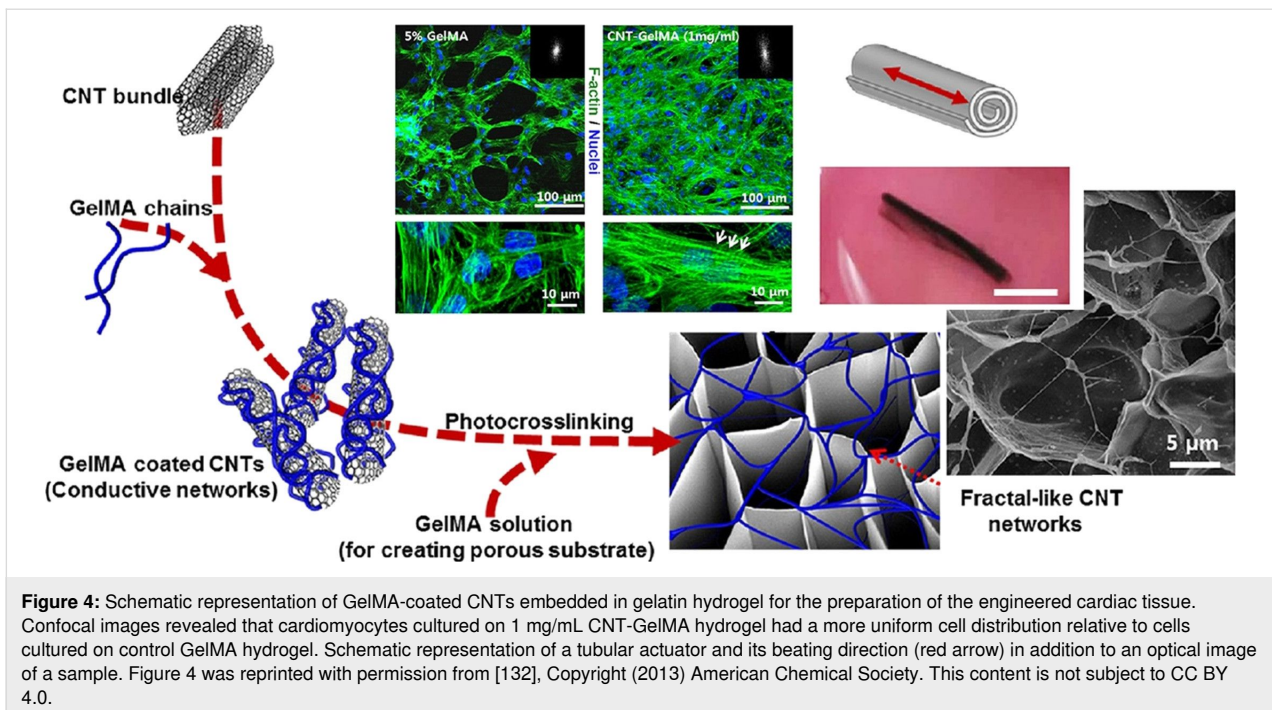 CNT bundle
GelMA chains
GelMA coated CNTs
(Conductive networks)
Photocrosslinking
GelMA solution
(for creating porous substrate)
5% GelMA
100 µm
10 µm
F-actin / Nuclei
CNT-GelMA (1mg/ml)
100 µm
10 µm
5 µm
Fractal-like CNT
networks
Figure 4: Schematic representation of GelMA-coated CNTs embedded in gelatin hydrogel for the preparation of the engineered cardiac tissue.
Confocal images revealed that cardiomyocytes cultured on 1 mg/mL CNT-GelMA hydrogel had a more uniform cell distribution relative to cells
cultured on control GelMA hydrogel. Schematic representation of a tubular actuator and its beating direction (red arrow) in addition to an optical image
of a sample. Figure 4 was reprinted with permission from [132], Copyright (2013) American Chemical Society. This content is not subject to CC BY
4.0.